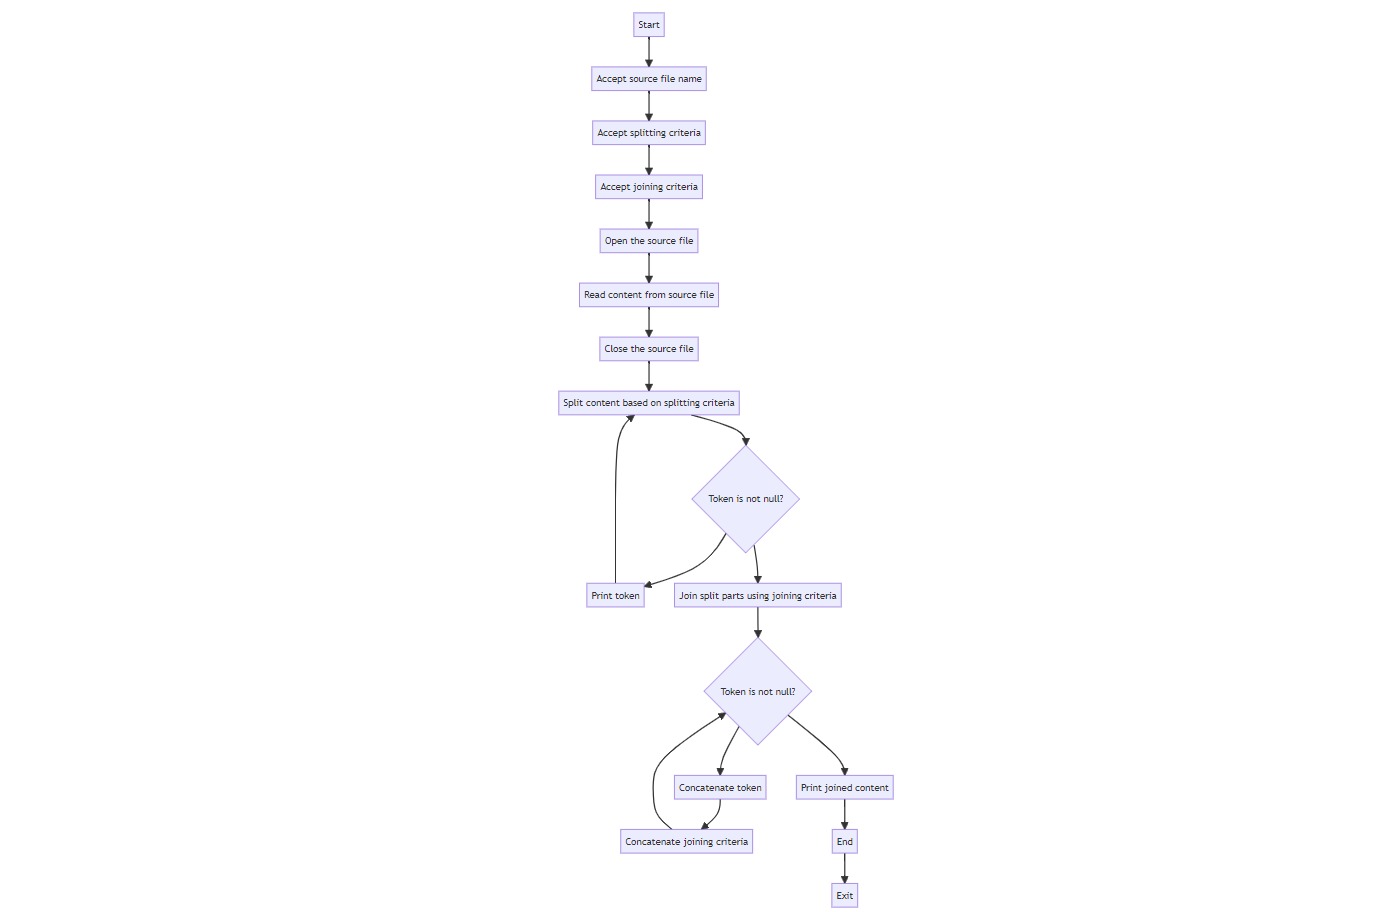 Start
Accept source file name
Accept splitting criteria
Accept joining criteria
Open the source file
Read content from source file
Close the source file
Split content based on splitting criteria
Token is not null?
Print token
Join split parts using joining criteria
Token is not null?
Concatenate token
Print joined content
Concatenate joining criteria
End
Exit